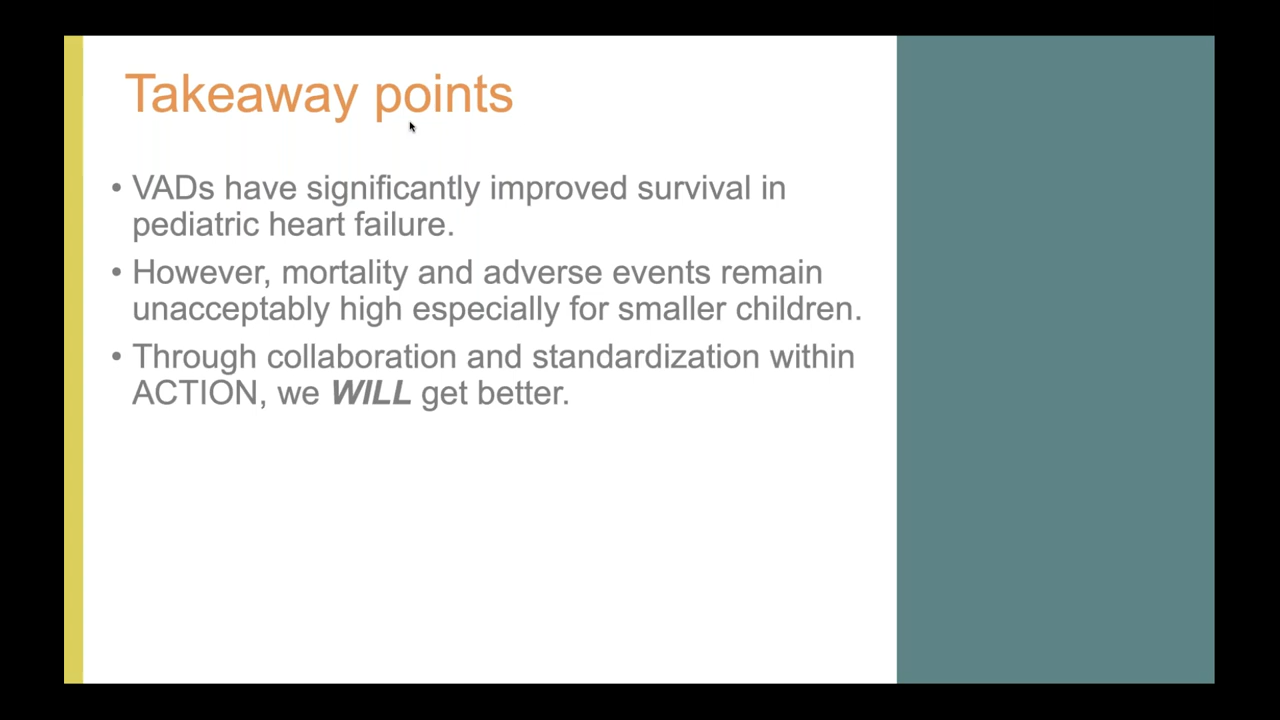 Takeaway points
• VADs have significantly improved survival in
pediatric heart failure.
• However, mortality and adverse events remain
unacceptably high especially for smaller children.
• Through collaboration and standardization within
ACTION, we WILL get better.